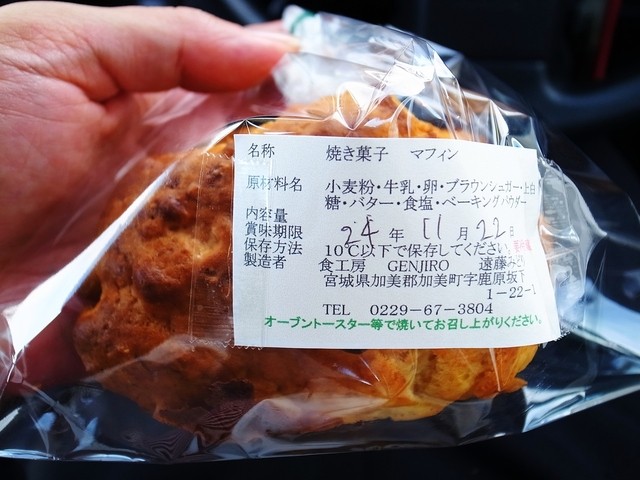 名称 焼き菓子 マフィン
原材料名 小麦粉・牛乳・卵・ブラウンシュガー・上白
糖・バター・食塩・ベーキングパウダー
内容量
賞味期限 24年11月22日
保存方法 10℃以下で保存してください。
製造者 食工房 GENJIRO 遠藤み
宮城県加美郡加美町字鹿原坂下
1-22-1
TEL 0229-67-3804
オーブントースター等で焼いてお召し上がりください。